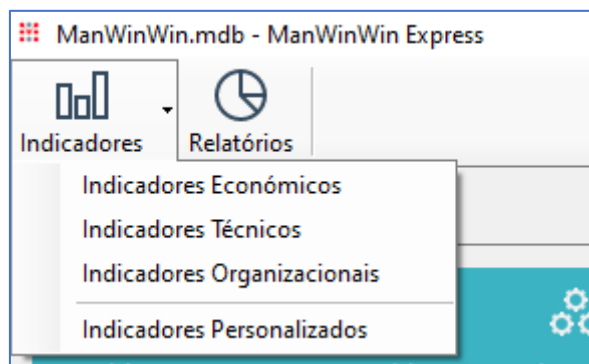 ManWinWin.mdb - ManWinWin Express
Indicadores Relatórios
Indicadores Económicos
Indicadores Técnicos
Indicadores Organizacionais
Indicadores Personalizados